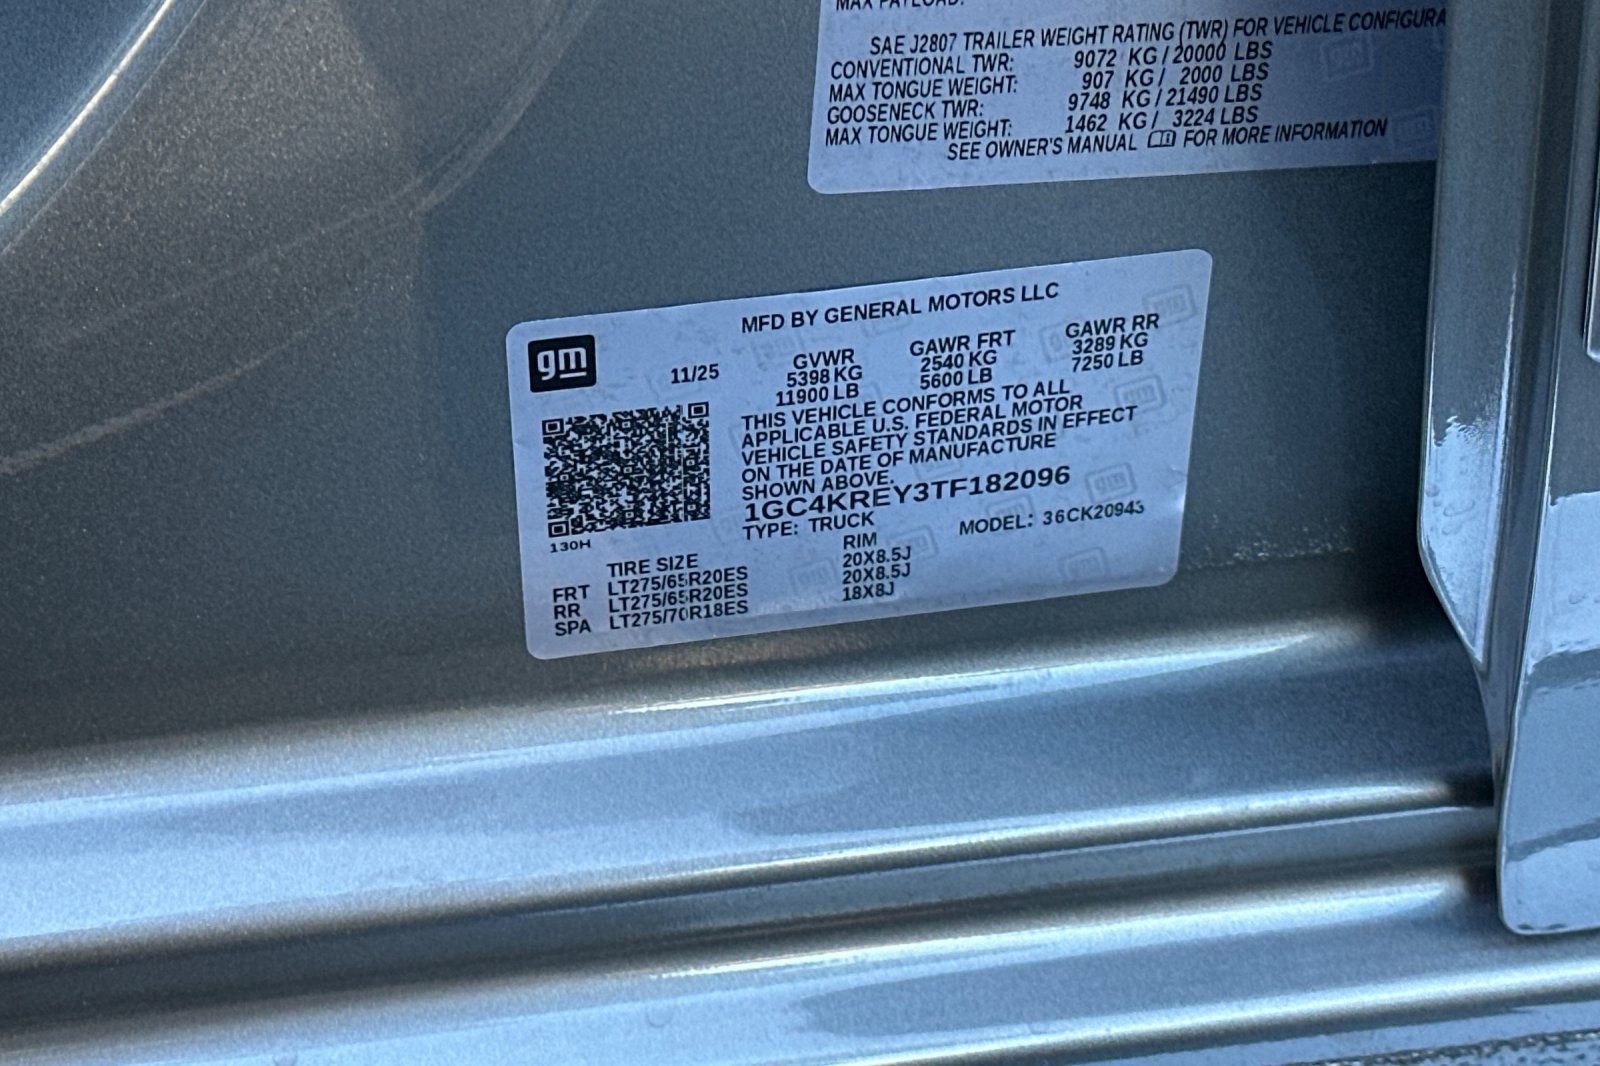 MAX PAYLOAD:
SAE J2807 TRAILER WEIGHT RATING (TWR) FOR VEHICLE CONFIGURA
CONVENTIONAL TWR: 9072 KG / 20000 LBS
MAX TONGUE WEIGHT: 907 KG / 2000 LBS
GOOSENECK TWR: 9748 KG / 21490 LBS
MAX TONGUE WEIGHT: 1462 KG / 3224 LBS
SEE OWNER'S MANUAL FOR MORE INFORMATION
gm
MFD BY GENERAL MOTORS LLC
11/25
GVWR GAWR FRT GAWR RR
5398 KG 2540 KG 3289 KG
11900 LB 5600 LB 7250 LB
THIS VEHICLE CONFORMS TO ALL
APPLICABLE U.S. FEDERAL MOTOR
VEHICLE SAFETY STANDARDS IN EFFECT
ON THE DATE OF MANUFACTURE
SHOWN ABOVE.
1GC4KREY3TF182096
TYPE: TRUCK MODEL: 36CK20943
130H
TIRE SIZE RIM
FRT LT275/65R20ES 20X8.5J
RR LT275/65R20ES 20X8.5J
SPA LT275/70R18ES 18X8J